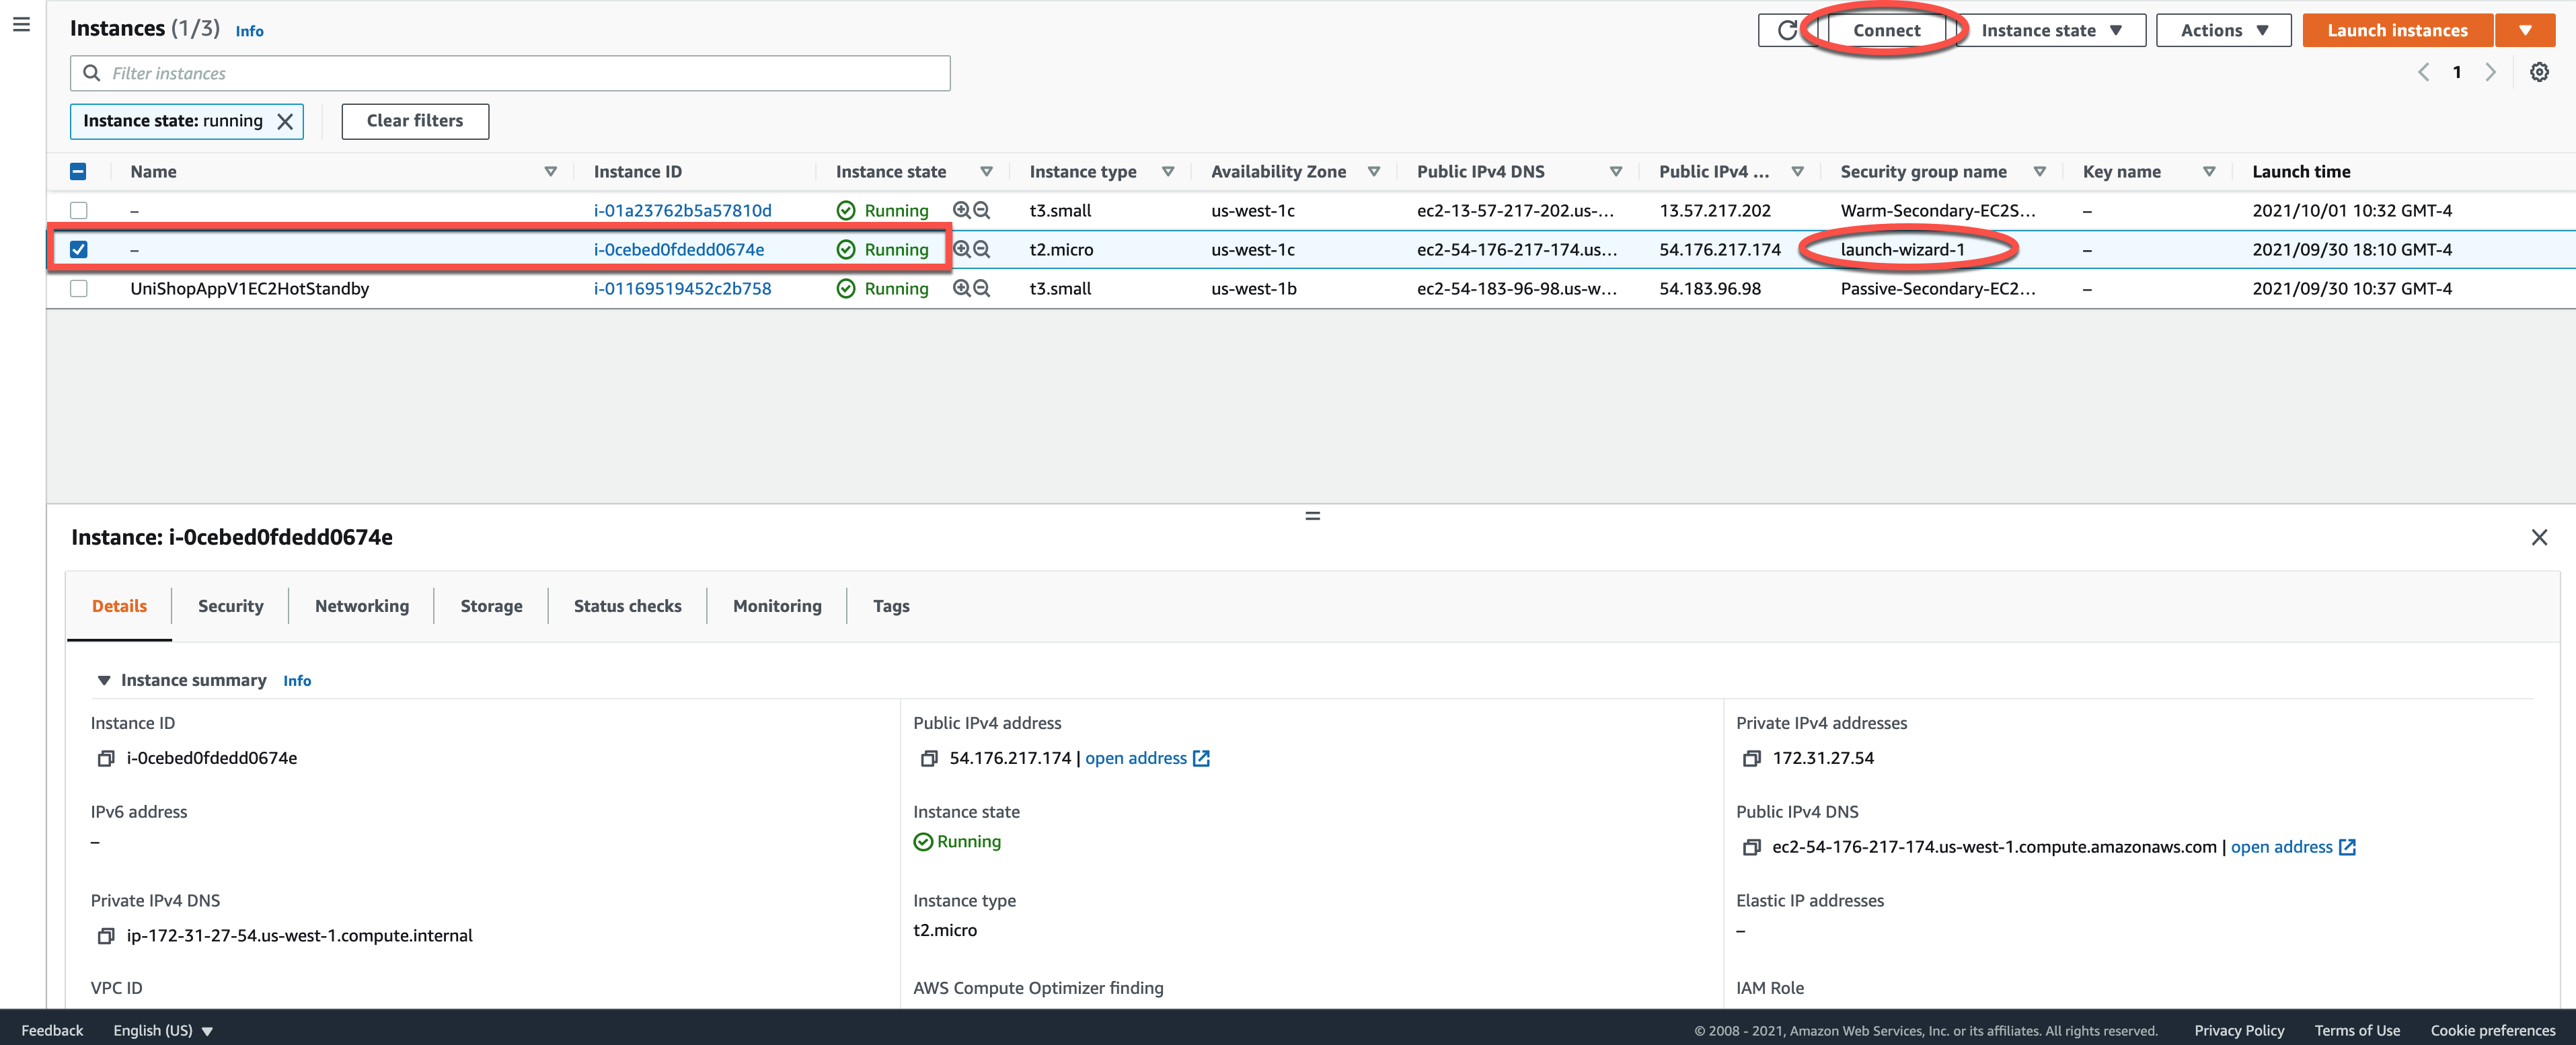 Instances (1/3) Info
Connect Instance state Actions Launch instances
Filter instances
1
Instance state: running Clear filters
Name Instance ID Instance state Instance type Availability Zone Public IPv4 DNS Public IPv4 ... Security group name Key name Launch time
– i-01a23762b5a57810d Running t3.small us-west-1c ec2-13-57-217-202.us-... 13.57.217.202 Warm-Secondary-EC2S... – 2021/10/01 10:32 GMT-4
– i-0cebed0fdedd0674e Running t2.micro us-west-1c ec2-54-176-217-174.us... 54.176.217.174 launch-wizard-1 – 2021/09/30 18:10 GMT-4
UniShopAppV1EC2HotStandby i-01169519452c2b758 Running t3.small us-west-1b ec2-54-183-96-98.us-w... 54.183.96.98 Passive-Secondary-EC2... – 2021/09/30 10:37 GMT-4
Instance: i-0cebed0fdedd0674e
Details Security Networking Storage Status checks Monitoring Tags
Instance summary Info
Instance ID Public IPv4 address Private IPv4 addresses
i-0cebed0fdedd0674e 54.176.217.174 | open address 172.31.27.54
IPv6 address Instance state Public IPv4 DNS
– Running ec2-54-176-217-174.us-west-1.compute.amazonaws.com | open address
Private IPv4 DNS Instance type Elastic IP addresses
ip-172-31-27-54.us-west-1.compute.internal t2.micro –
VPC ID AWS Compute Optimizer finding IAM Role
Feedback English (US) © 2008 - 2021, Amazon Web Services, Inc. or its affiliates. All rights reserved. Privacy Policy Terms of Use Cookie preferences